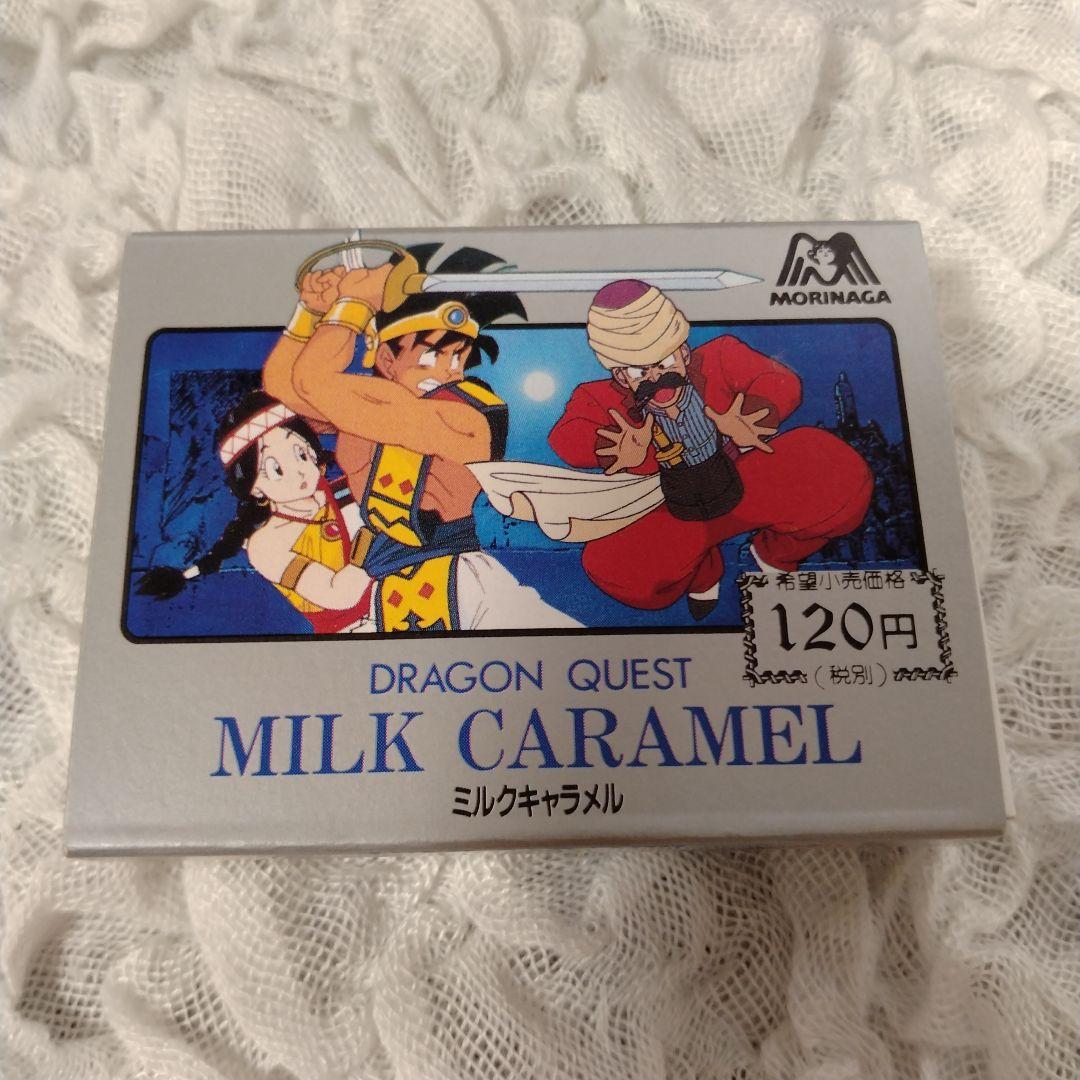 MORINAGA
希望小売価格
120円
(税別)
DRAGON QUEST
MILK CARAMEL
ミルクキャラメル